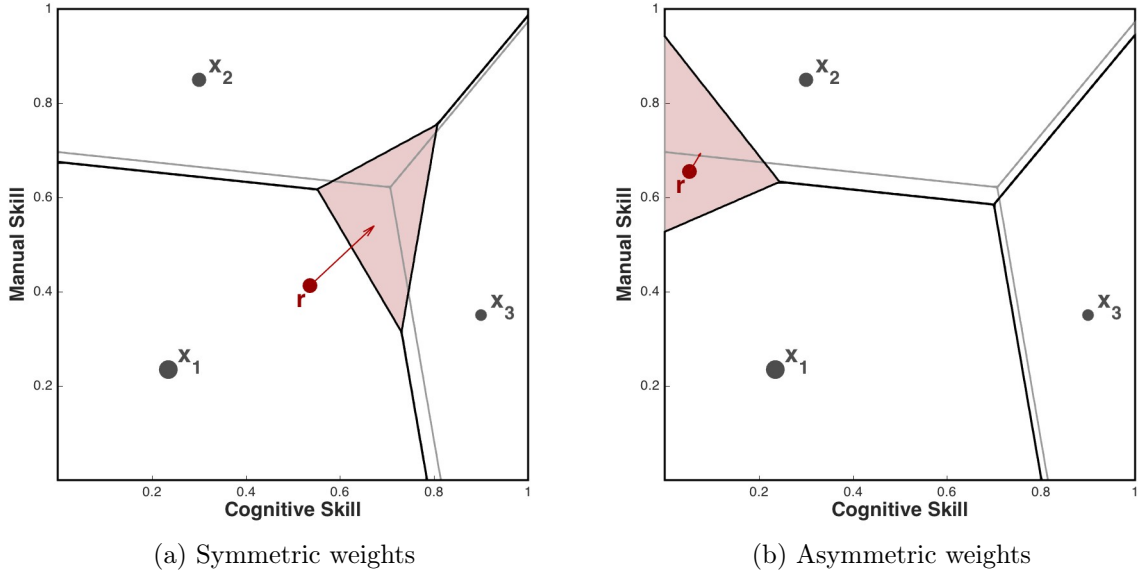 1
0.8
0.6
0.4
0.2
Manual Skill
x2
r
x3
x1
0.2 0.4 0.6 0.8 1
Cognitive Skill
(a) Symmetric weights
1
0.8
0.6
0.4
0.2
Manual Skill
x2
r
x3
x1
0.2 0.4 0.6 0.8 1
Cognitive Skill
(b) Asymmetric weights